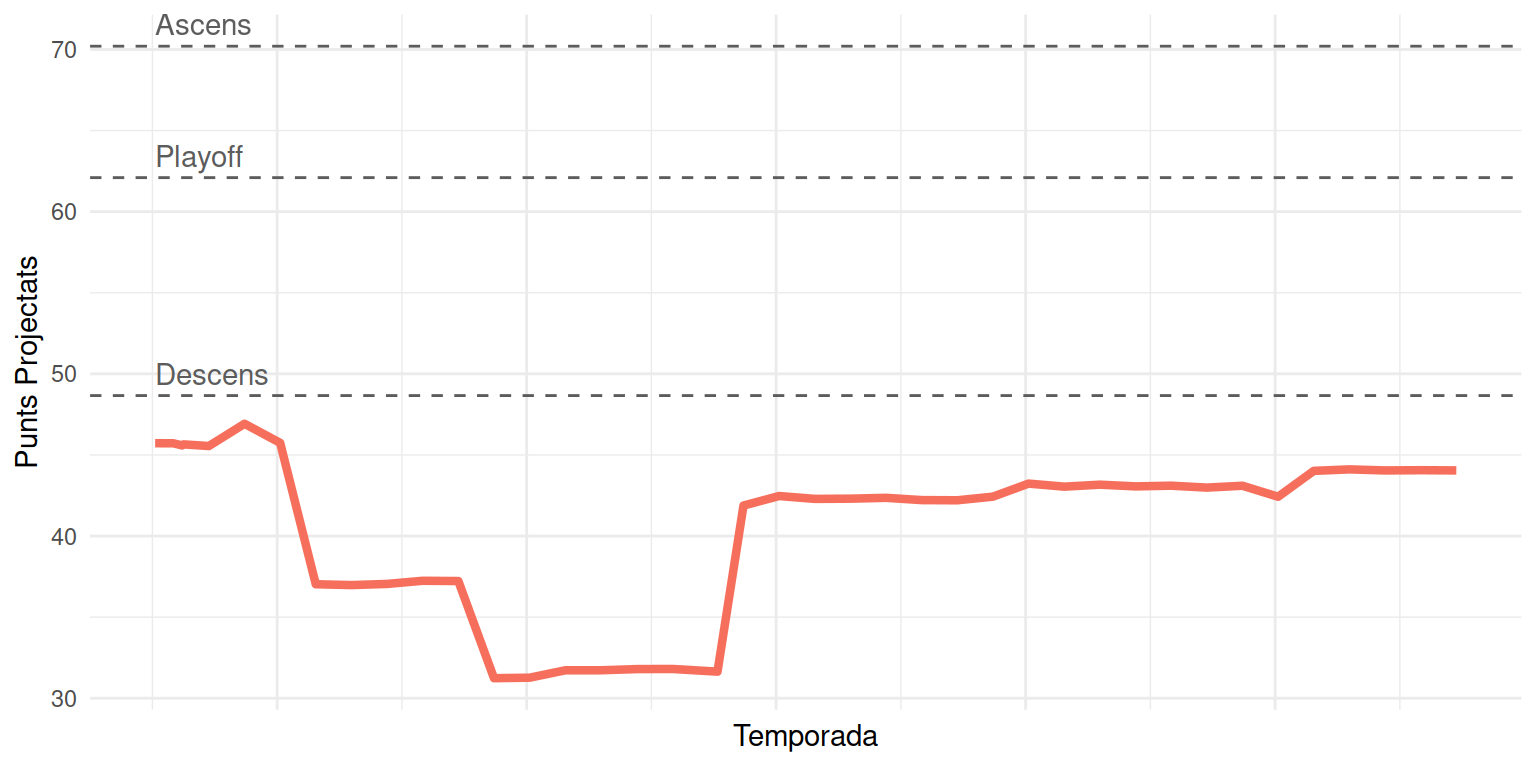 Ascens
70
Playoff
60
Descens
50
40
30
Punts Projectats
Temporada